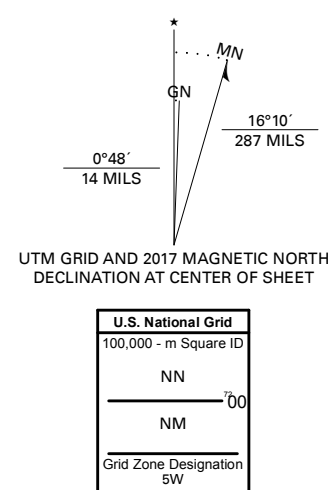 ★
MN
GN
16°10´
287 MILS
0°48´
14 MILS
UTM GRID AND 2017 MAGNETIC NORTH
DECLINATION AT CENTER OF SHEET
U.S. National Grid
100,000 - m Square ID
NN
7200
NM
Grid Zone Designation
5W